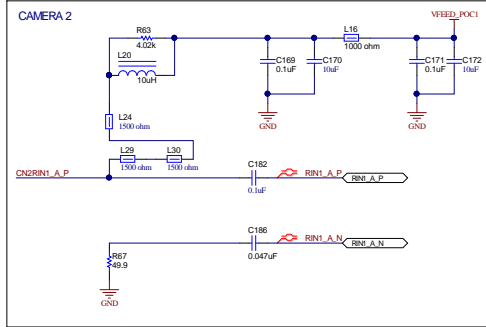 CAMERA 2
VFEED_POC1
R63
4.02k
L16
1000 ohm
L20
10uH
C169
0.1uF
C170
10uF
C171
0.1uF
C172
10uF
GND
GND
L24
1500 ohm
L29
1500 ohm
L30
1500 ohm
CN2RIN1_A_P
C182
0.1uF
RIN1_A_P
RIN1_A_P
C186
0.047uF
RIN1_A_N
RIN1_A_N
R67
49.9
GND